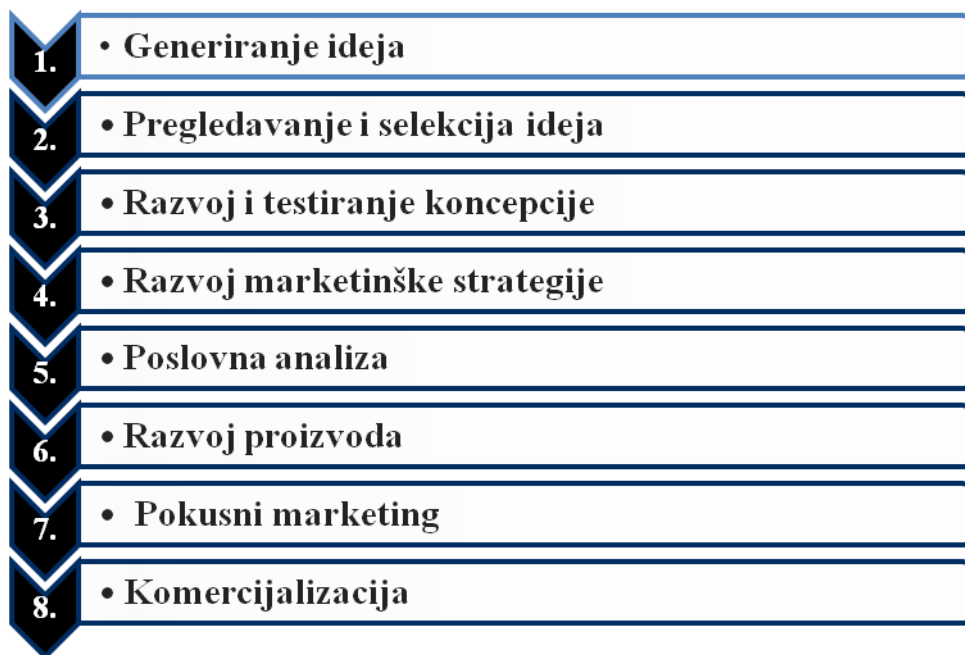 1. • Generiranje ideja
2. • Pregledavanje i selekcija ideja
3. • Razvoj i testiranje koncepcije
4. • Razvoj marketinške strategije
5. • Poslovna analiza
6. • Razvoj proizvoda
7. • Pokusni marketing
8. • Komercijalizacija